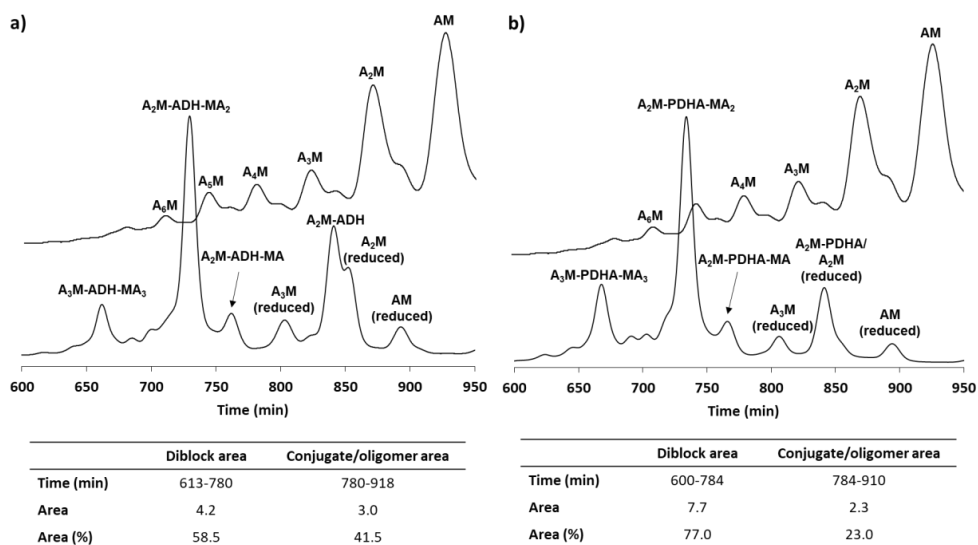 a)
AM
A₂M
A₂M-ADH-MA₂
A₃M
A₄M
A₅M
A₆M
A₂M-ADH
A₂M
(reduced)
A₂M-ADH-MA
A₃M-ADH-MA₃
A₃M
(reduced)
AM
(reduced)
600 650 700 750 800 850 900 950
Time (min)
Diblock area Conjugate/oligomer area
Time (min) 613-780 780-918
Area 4.2 3.0
Area (%) 58.5 41.5
b)
AM
A₂M
A₂M-PDHA-MA₂
A₃M
A₄M
A₆M
A₂M-PDHA/
A₂M
(reduced)
A₂M-PDHA-MA
A₃M-PDHA-MA₃
A₃M
(reduced)
AM
(reduced)
600 650 700 750 800 850 900 950
Time (min)
Diblock area Conjugate/oligomer area
Time (min) 600-784 784-910
Area 7.7 2.3
Area (%) 77.0 23.0